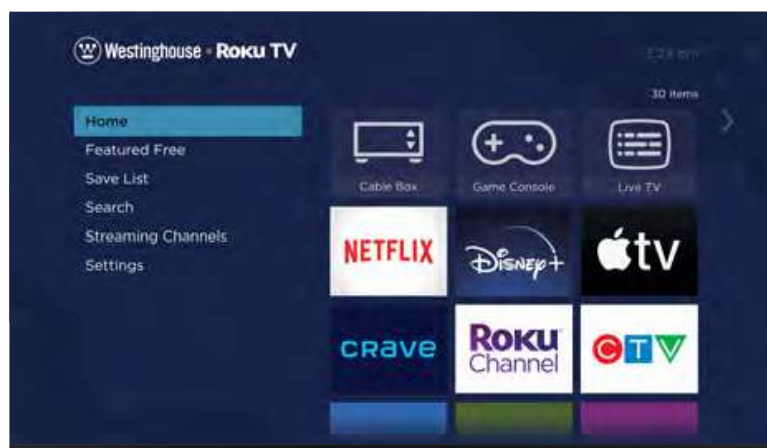 Westinghouse Roku TV
30 items
Home
Featured Free
Save List
Search
Streaming Channels
Settings
Cable Box
Game Console
Live TV
NETFLIX
Disney+
tv
crave
Roku Channel
CTV